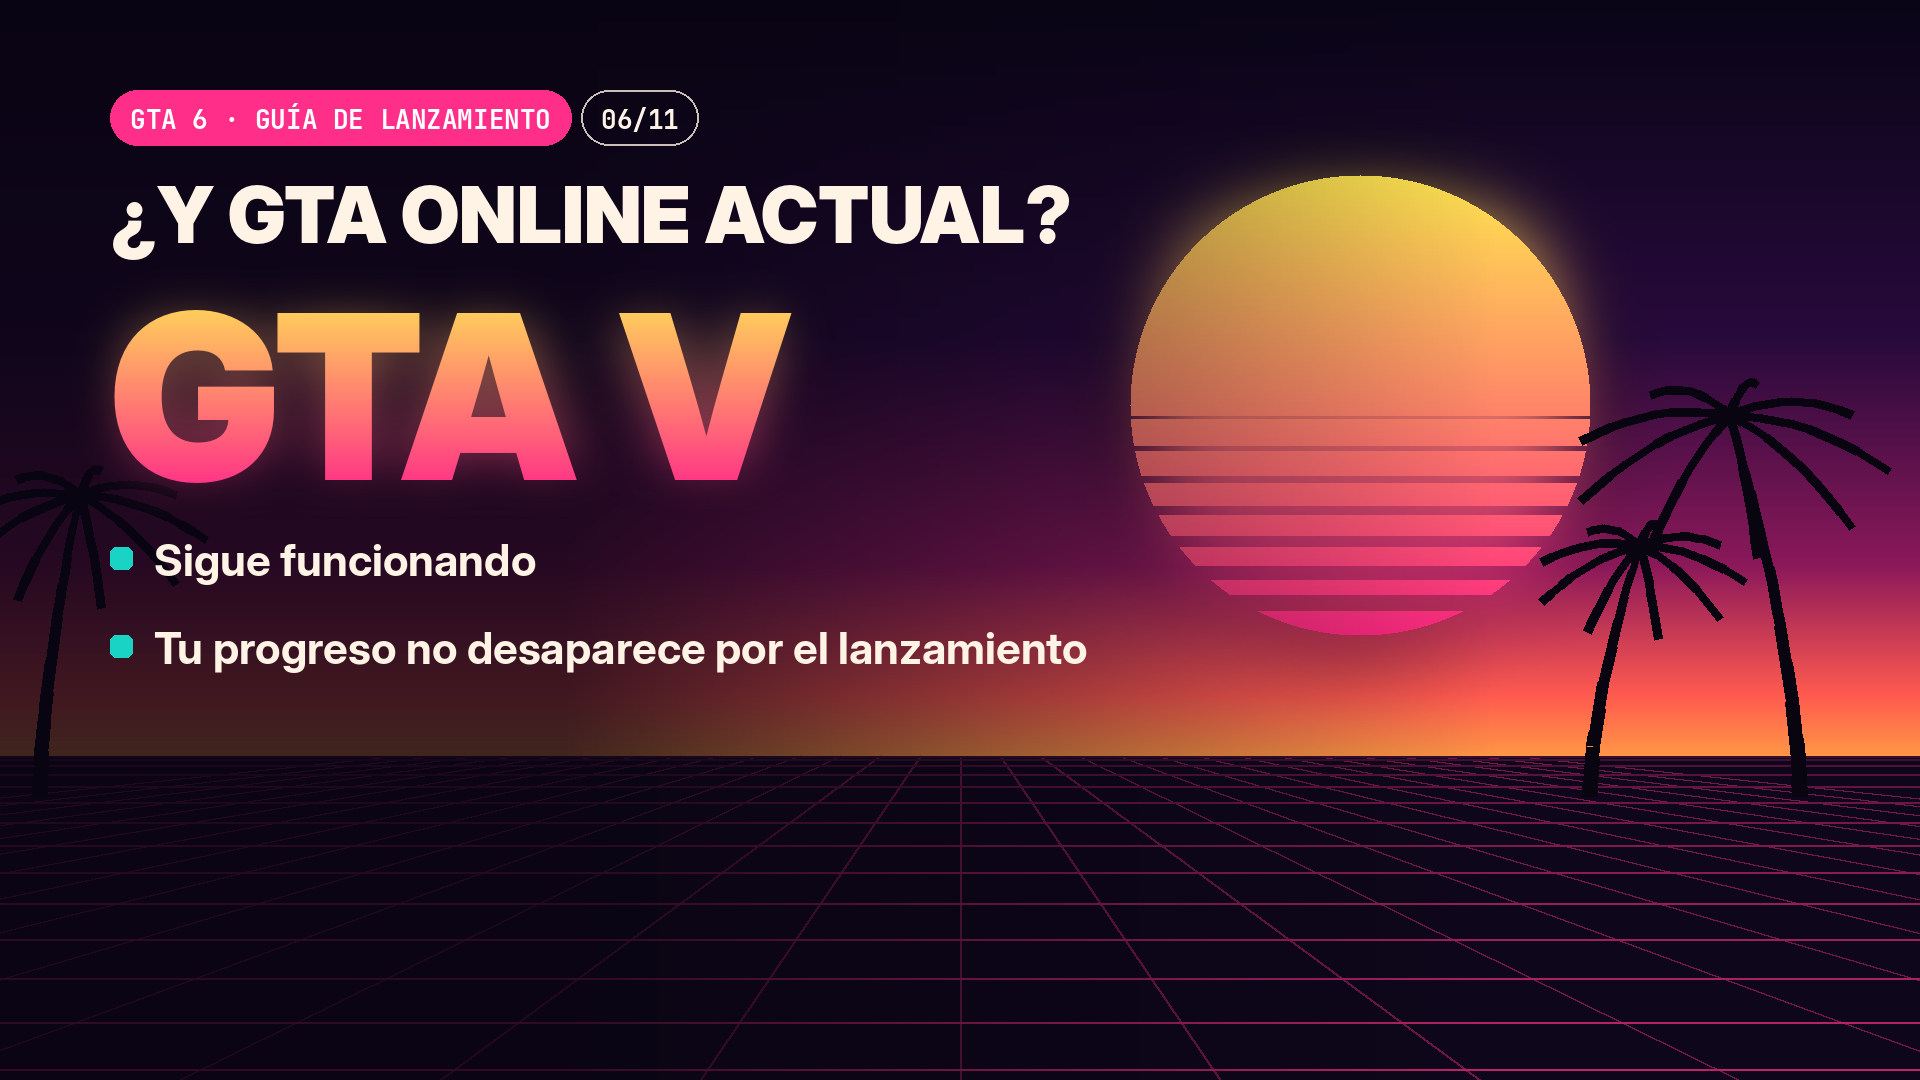 GTA 6 · GUÍA DE LANZAMIENTO 06/11
¿Y GTA ONLINE ACTUAL?
GTA V
Sigue funcionando
Tu progreso no desaparece por el lanzamiento